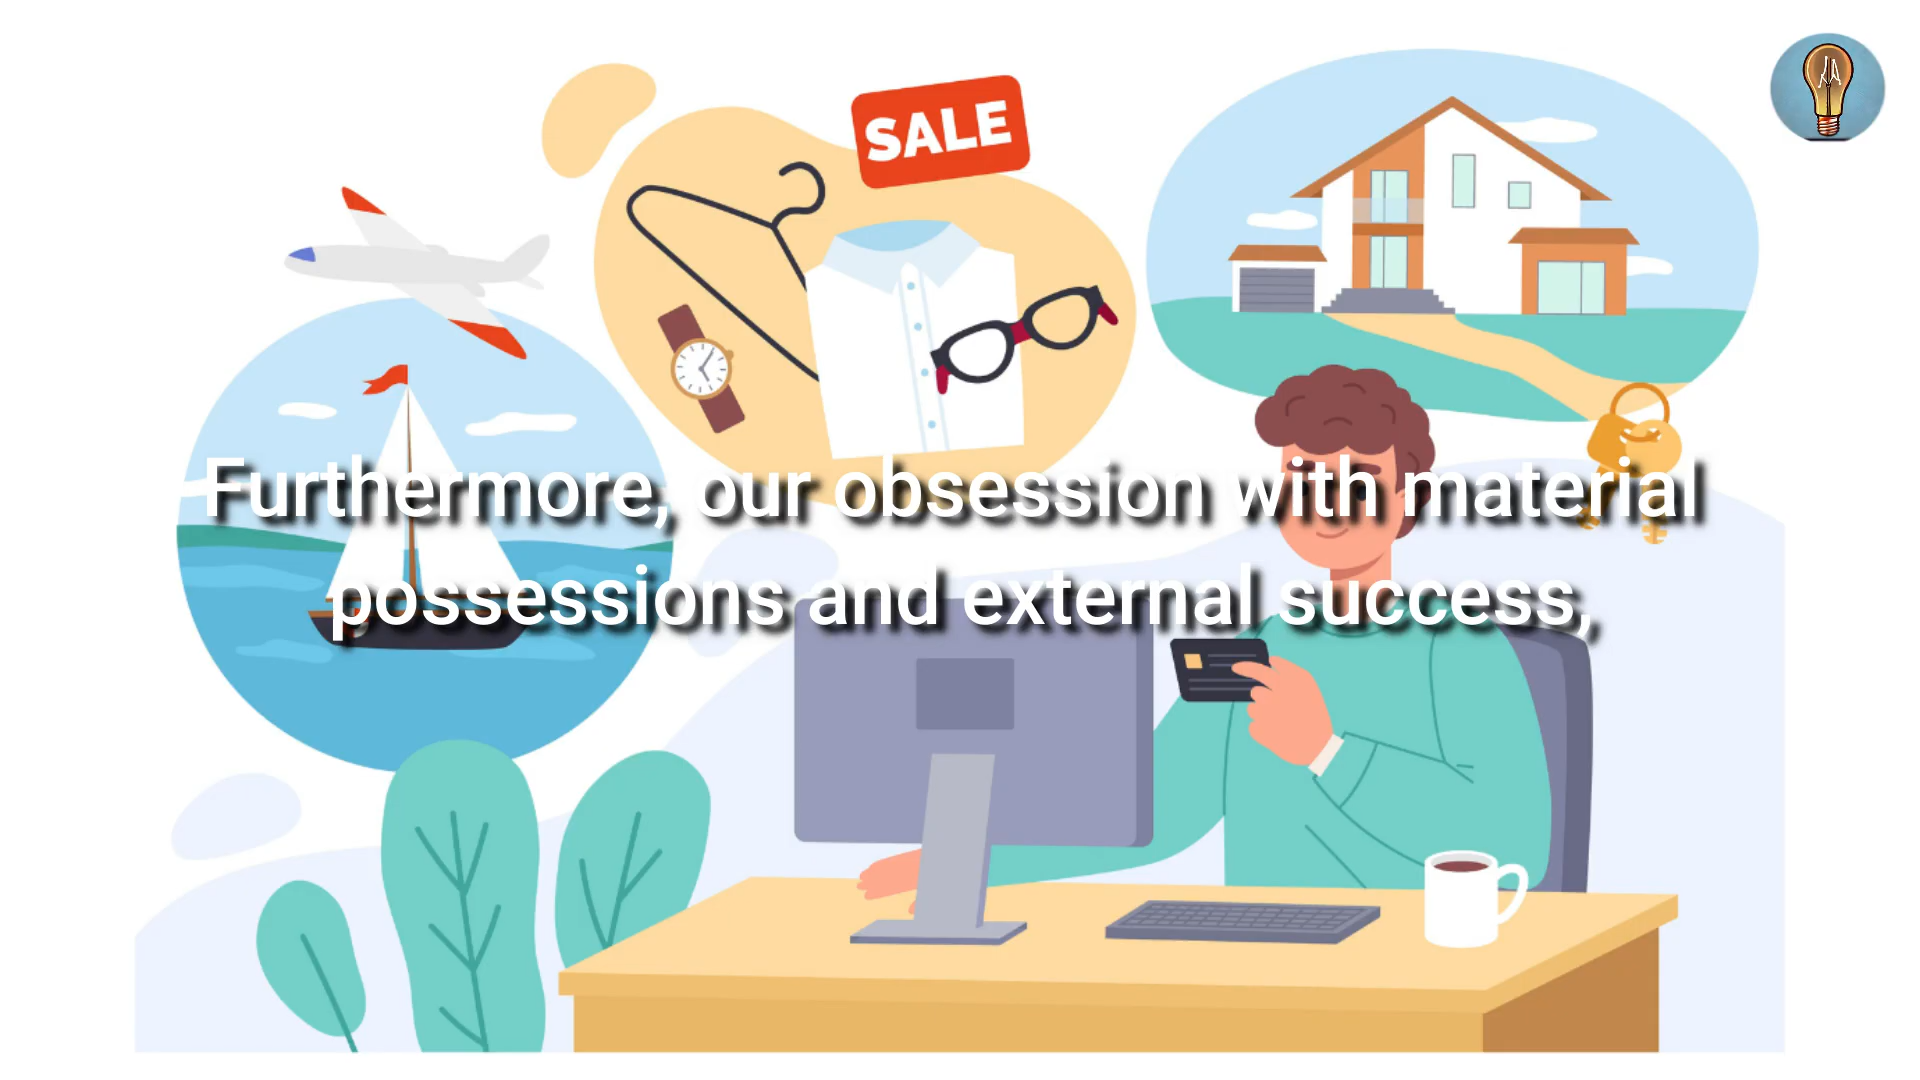 SALE
Furthermore, our obsession with material
possessions and external success,